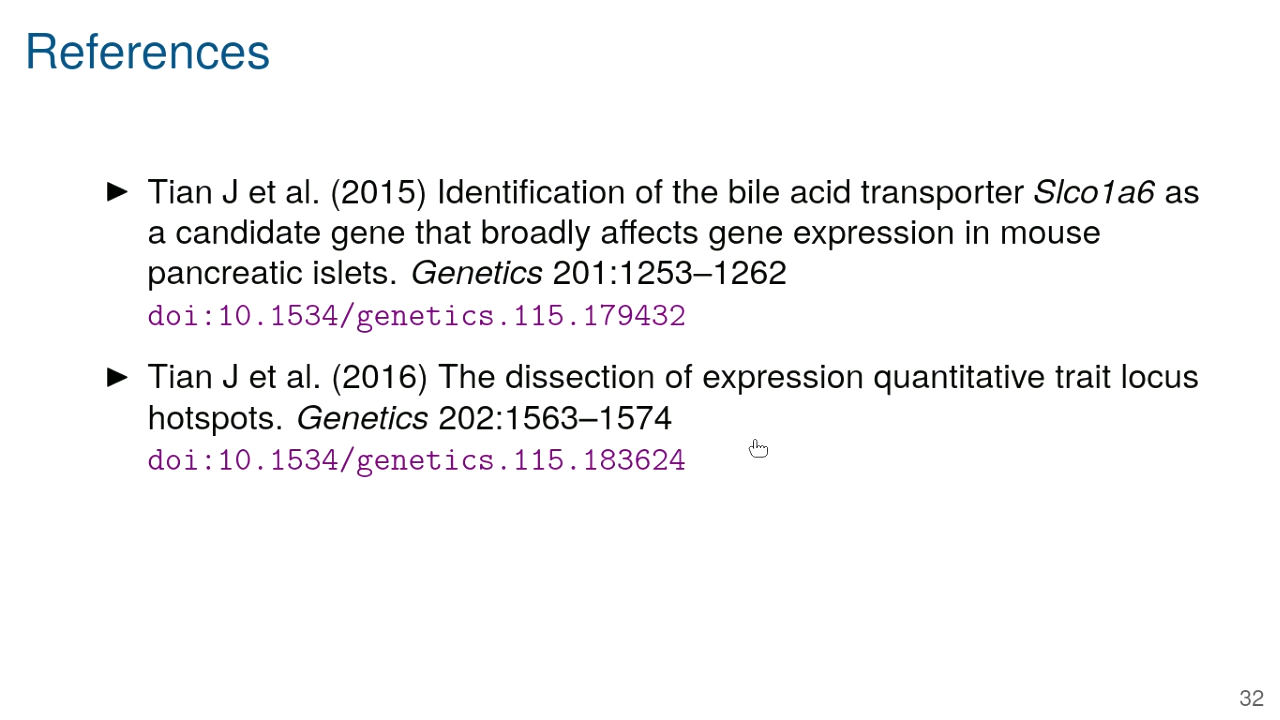 References
▶ Tian J et al. (2015) Identification of the bile acid transporter Slco1a6 as
a candidate gene that broadly affects gene expression in mouse
pancreatic islets. Genetics 201:1253–1262
doi:10.1534/genetics.115.179432
▶ Tian J et al. (2016) The dissection of expression quantitative trait locus
hotspots. Genetics 202:1563–1574
doi:10.1534/genetics.115.183624
32